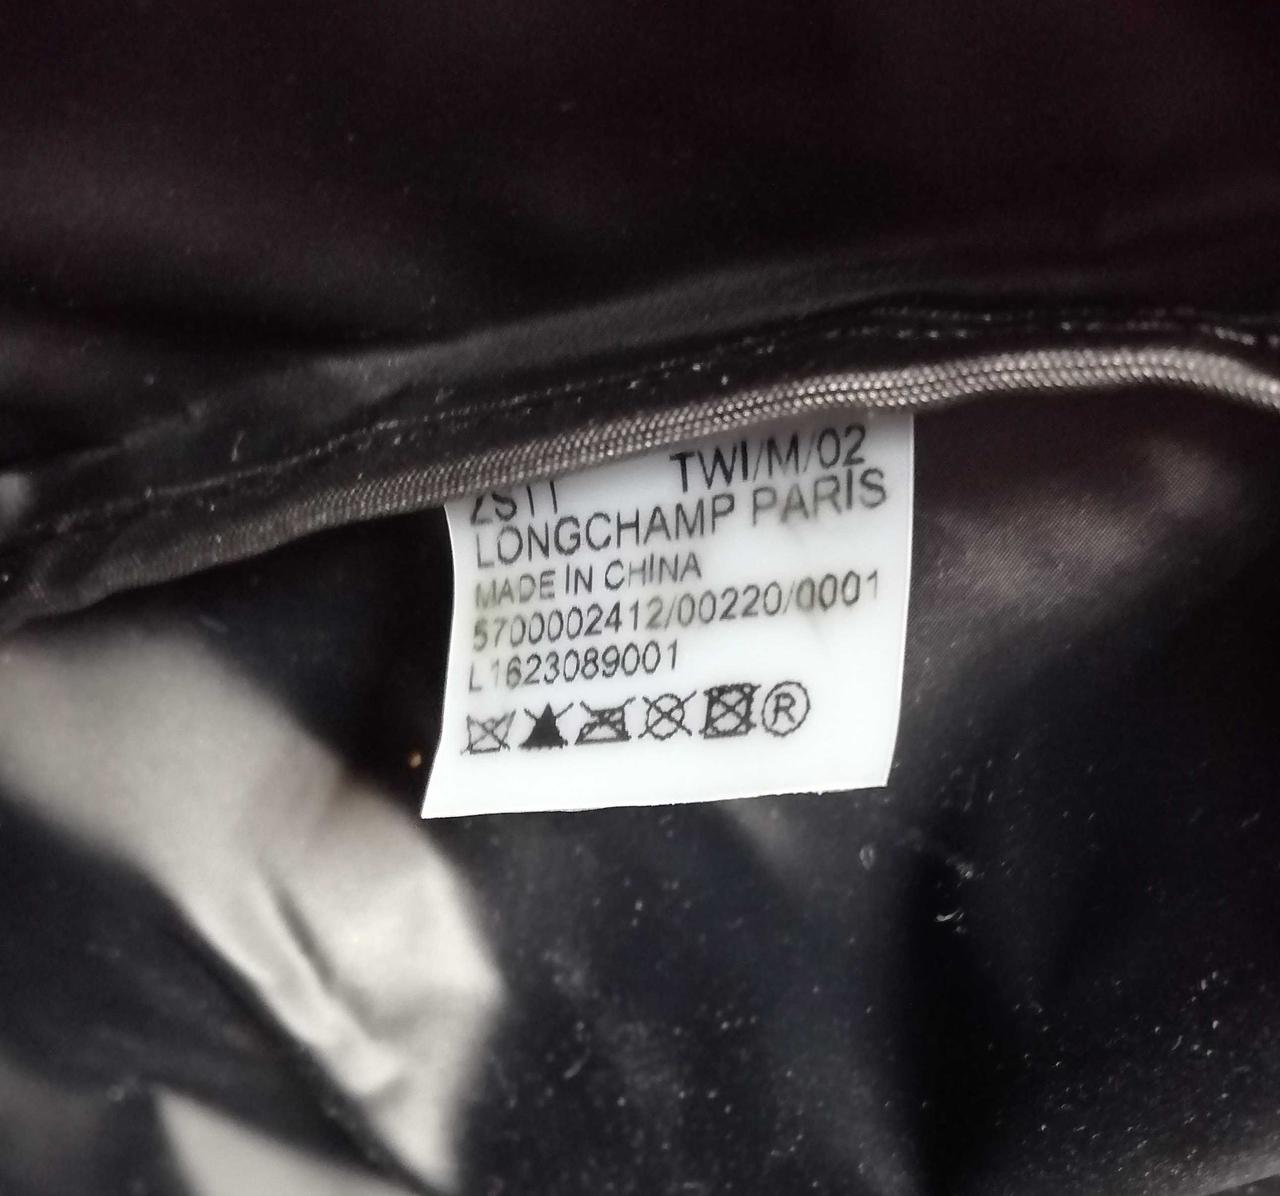 ZS11 TWI/M/02
LONGCHAMP PARIS
MADE IN CHINA
5700002412/00220/0001
L1623089001
®